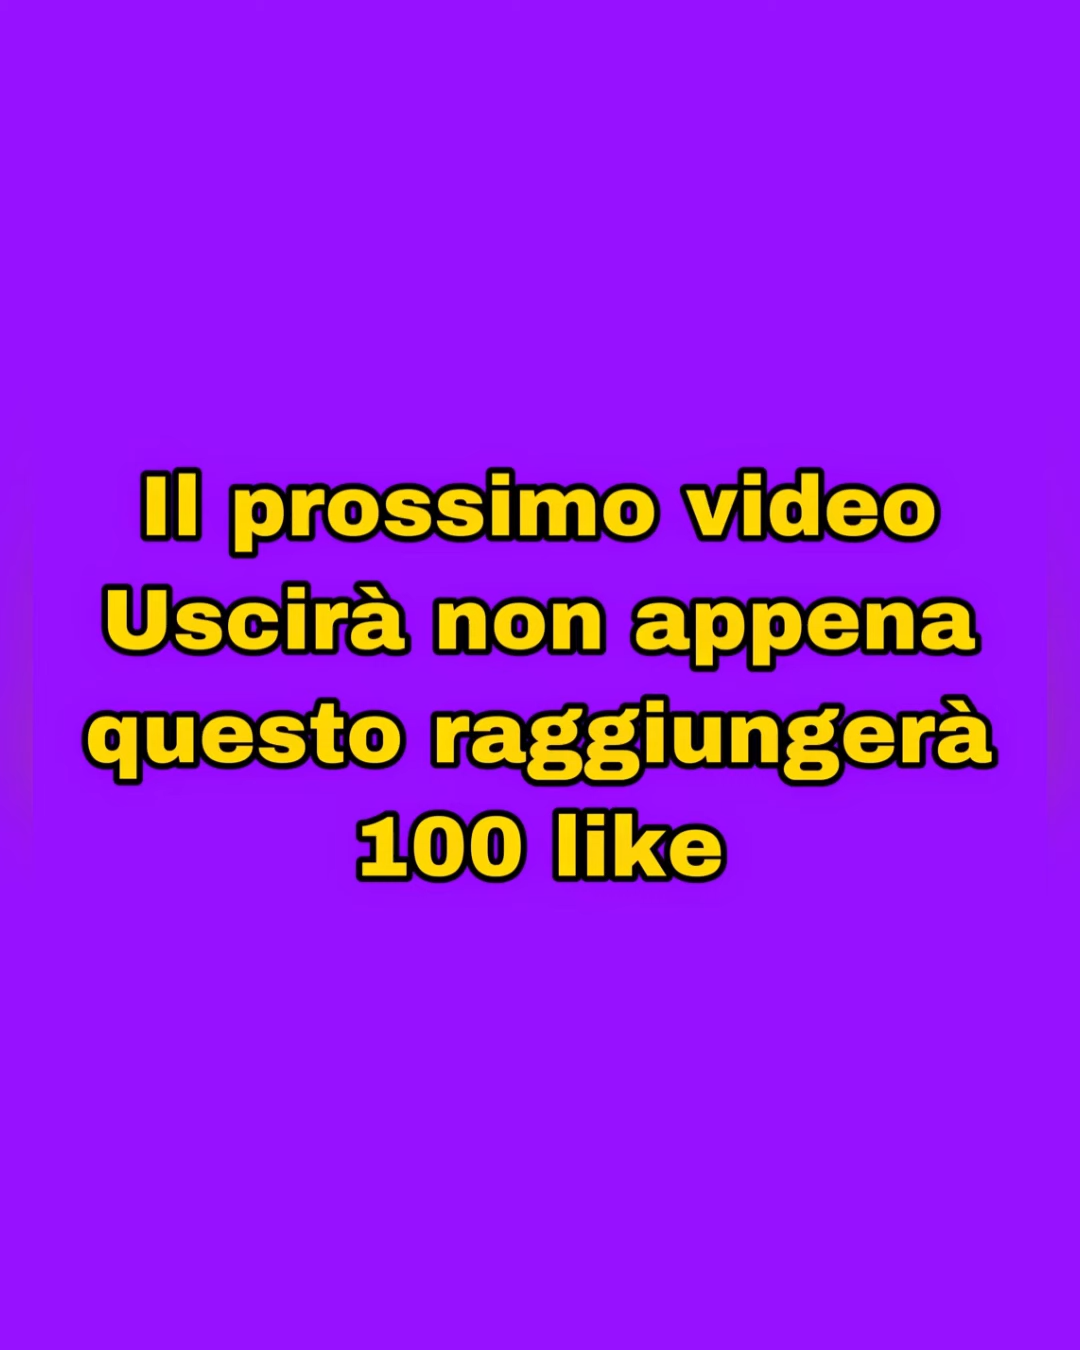 Il prossimo video
Uscirà non appena
questo raggiungerà
100 like